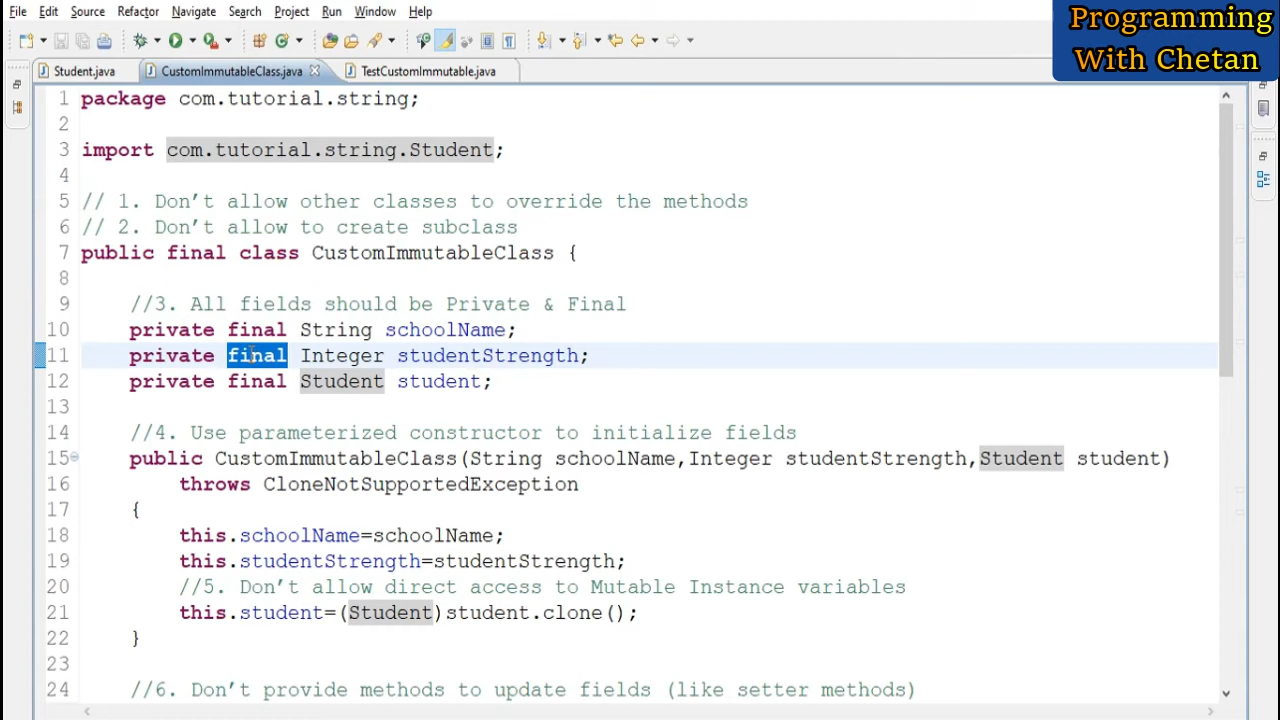 File Edit Source Refactor Navigate Search Project Run Window Help
Programming
With Chetan
Student.java CustomImmutableClass.java TestCustomImmutable.java
1 package com.tutorial.string;
2
3 import com.tutorial.string.Student;
4
5 // 1. Don't allow other classes to override the methods
6 // 2. Don't allow to create subclass
7 public final class CustomImmutableClass {
8
9 //3. All fields should be Private & Final
10 private final String schoolName;
11 private final Integer studentStrength;
12 private final Student student;
13
14 //4. Use parameterized constructor to initialize fields
15 public CustomImmutableClass(String schoolName,Integer studentStrength,Student student)
16 throws CloneNotSupportedException
17 {
18 this.schoolName=schoolName;
19 this.studentStrength=studentStrength;
20 //5. Don't allow direct access to Mutable Instance variables
21 this.student=(Student)student.clone();
22 }
23
24 //6. Don't provide methods to update fields (like setter methods)